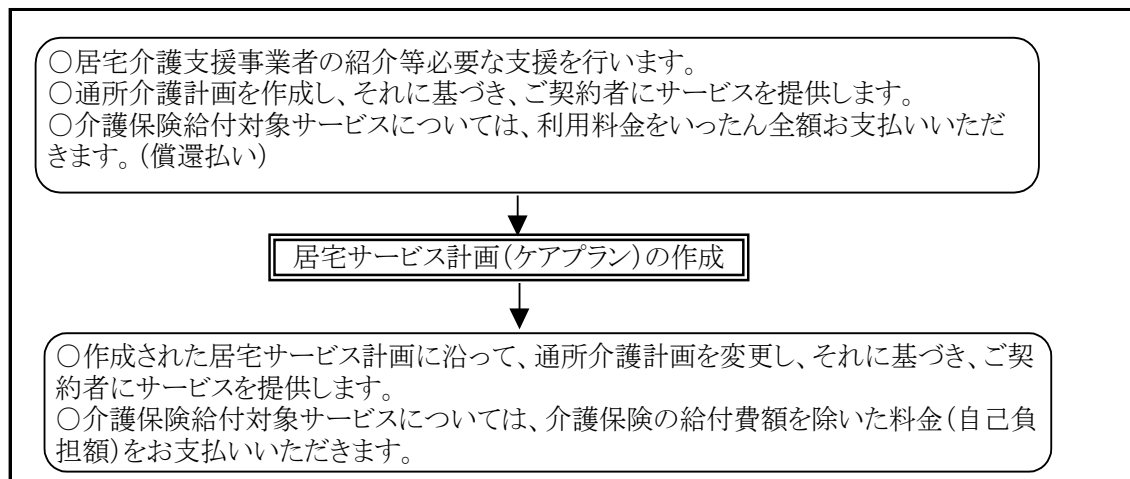 ○居宅介護支援事業者の紹介等必要な支援を行います。
○通所介護計画を作成し、それに基づき、ご契約者にサービスを提供します。
○介護保険給付対象サービスについては、利用料金をいったん全額お支払いいただ
きます。（償還払い）
居宅サービス計画（ケアプラン）の作成
○作成された居宅サービス計画に沿って、通所介護計画を変更し、それに基づき、ご契
約者にサービスを提供します。
○介護保険給付対象サービスについては、介護保険の給付費額を除いた料金（自己負
担額）をお支払いいただきます。